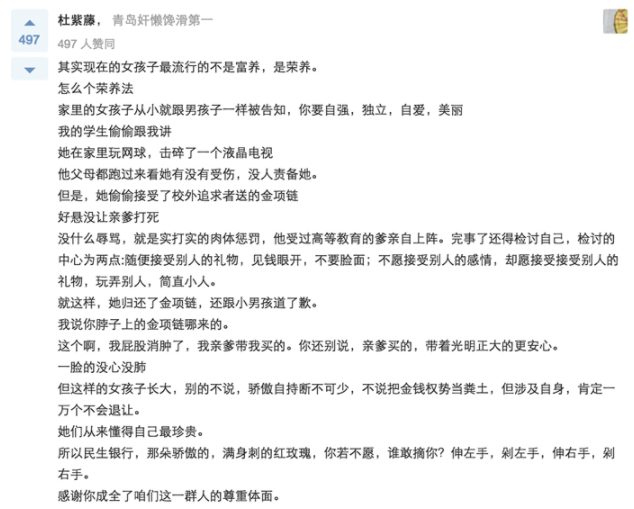 杜紫藤，青岛奸懒馋滑第一
497
497 人赞同
其实现在的女孩子最流行的不是富养，是荣养。
怎么个荣养法
家里的女孩子从小就跟男孩子一样被告知，你要自强，独立，自爱，美丽
我的学生偷偷跟我讲
她在家里玩网球，击碎了一个液晶电视
他父母都跑过来看她有没有受伤，没人责备她。
但是，她偷偷接受了校外追求者送的金项链
好悬没让亲爹打死
没什么辱骂，就是实打实的肉体惩罚，他受过高等教育的爹亲自上阵。完事了还得检讨自己，检讨的
中心为两点:随便接受别人的礼物，见钱眼开，不要脸面；不愿接受别人的感情，却愿接受接受别人的
礼物，玩弄别人，简直小人。
就这样，她归还了金项链，还跟小男孩道了歉。
我说你脖子上的金项链哪来的。
这个啊，我屁股消肿了，我亲爹带我买的。你还别说，亲爹买的，带着光明正大的更安心。
一脸的没心没肺
但这样的女孩子长大，别的不说，骄傲自持断不可少，不说把金钱权势当粪土，但涉及自身，肯定一
万个不会退让。
她们从来懂得自己最珍贵。
所以民生银行，那朵骄傲的，满身刺的红玫瑰，你若不愿，谁敢摘你？伸左手，剁左手，伸右手，剁
右手。
感谢你成全了咱们这一群人的尊重体面。